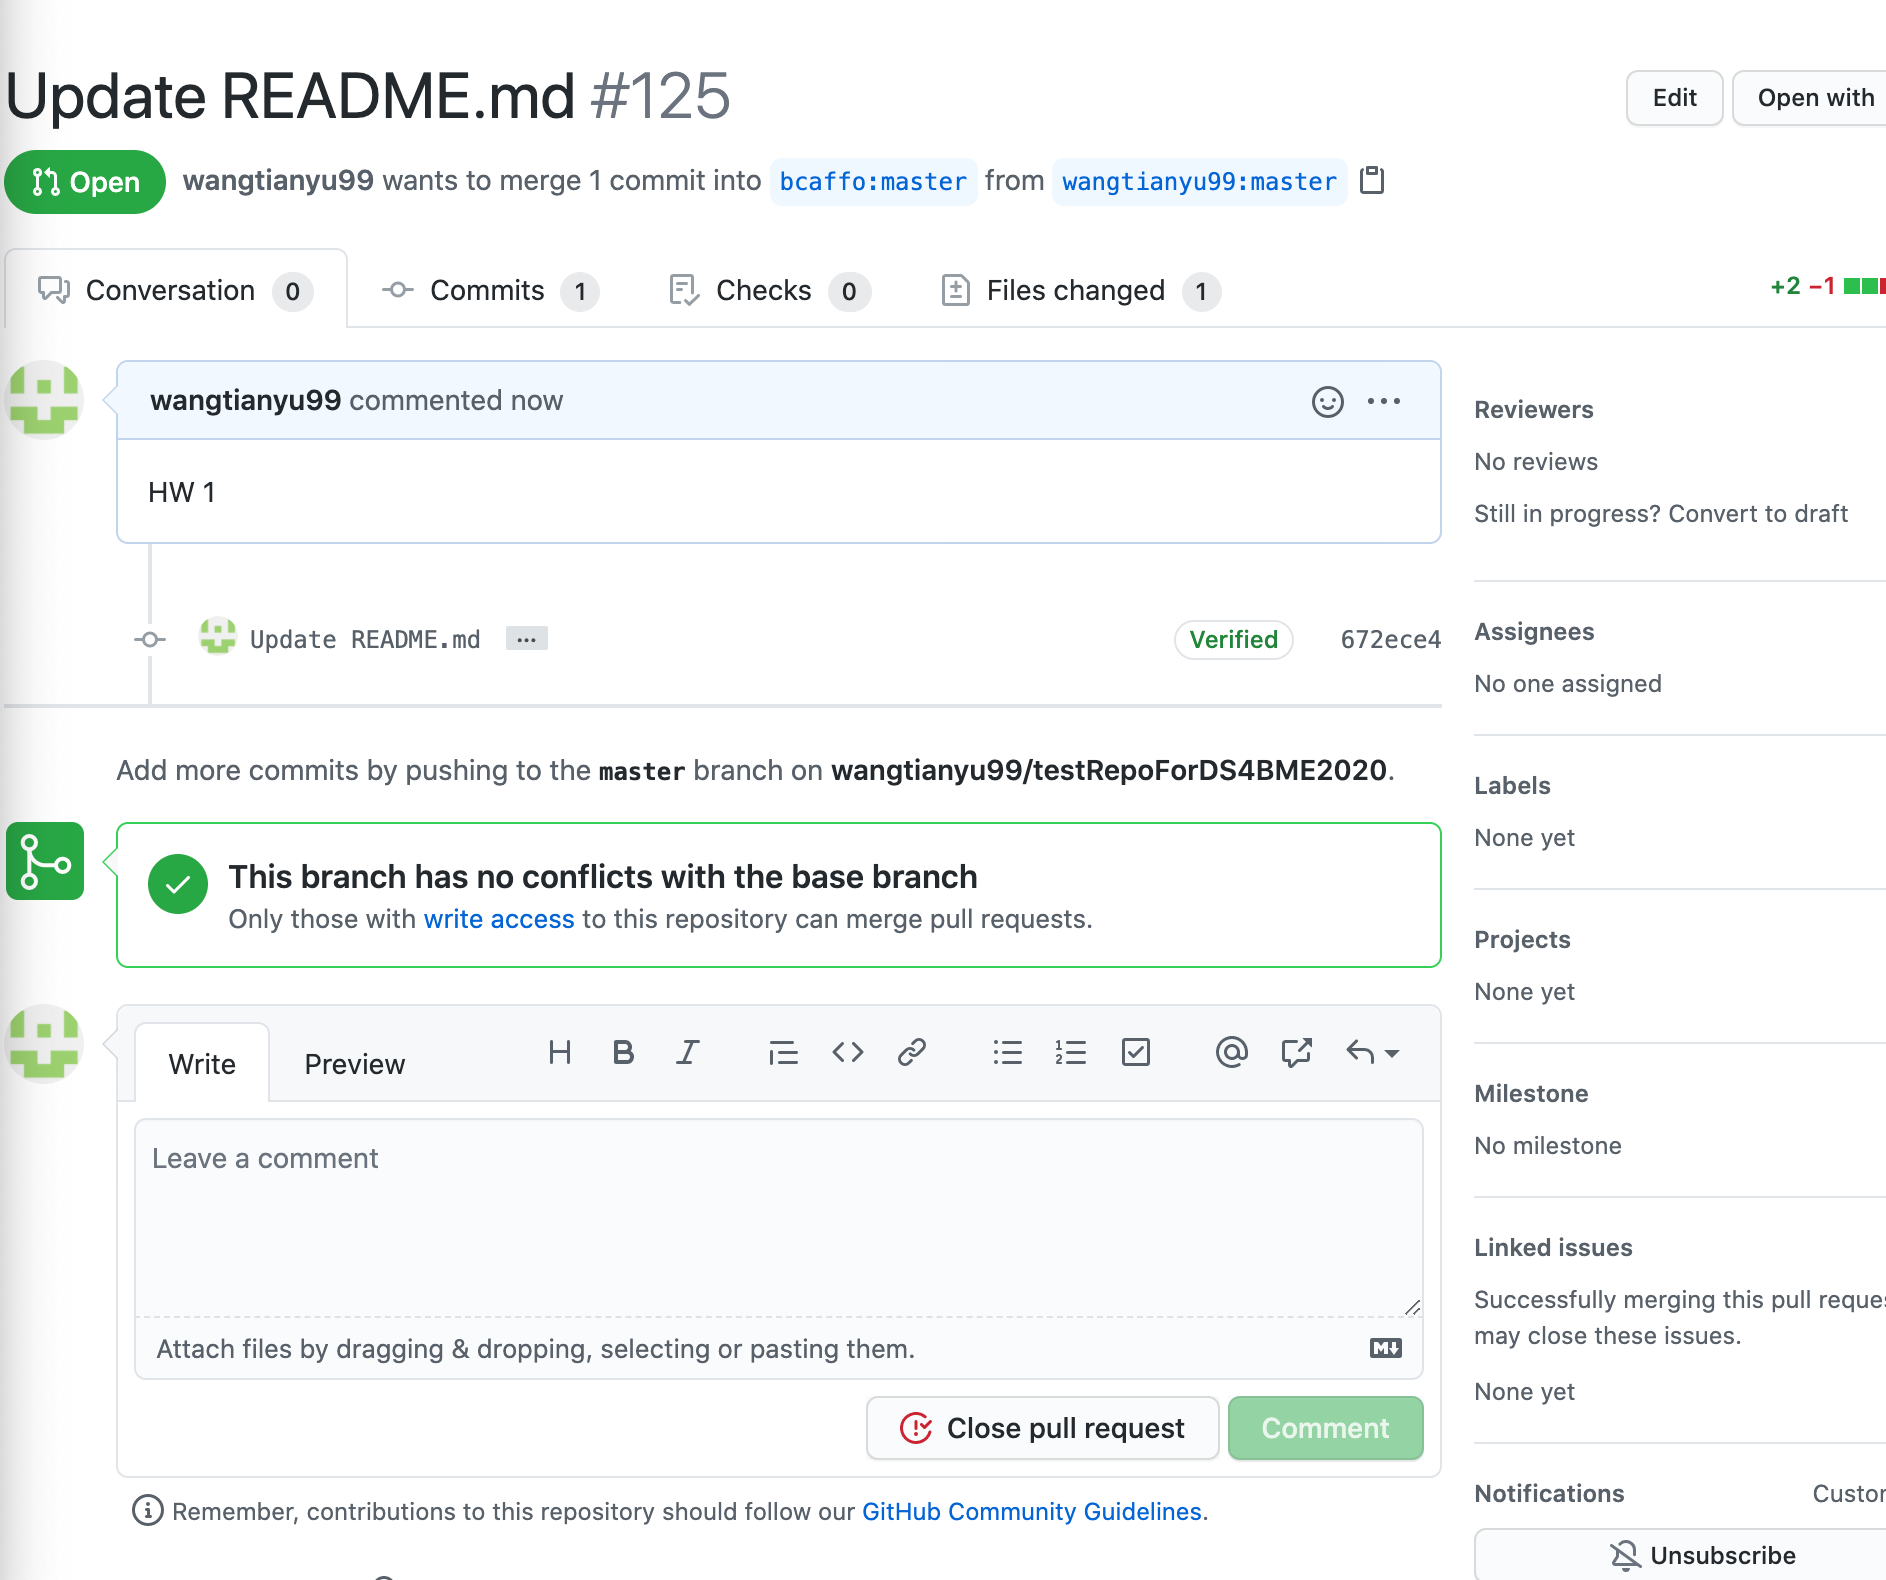 Update README.md #125
Edit
Open with
Open
wangtianyu99 wants to merge 1 commit into bcaffo:master from wangtianyu99:master
Conversation 0
Commits 1
Checks 0
Files changed 1
+2 −1
wangtianyu99 commented now
HW 1
Update README.md ...
Verified
672ece4
Add more commits by pushing to the master branch on wangtianyu99/testRepoForDS4BME2020.
This branch has no conflicts with the base branch
Only those with write access to this repository can merge pull requests.
Write
Preview
H B I
Leave a comment
Attach files by dragging & dropping, selecting or pasting them.
Close pull request
Comment
Remember, contributions to this repository should follow our GitHub Community Guidelines.
Reviewers
No reviews
Still in progress? Convert to draft
Assignees
No one assigned
Labels
None yet
Projects
None yet
Milestone
No milestone
Linked issues
Successfully merging this pull reques
may close these issues.
None yet
Notifications
Custor
Unsubscribe